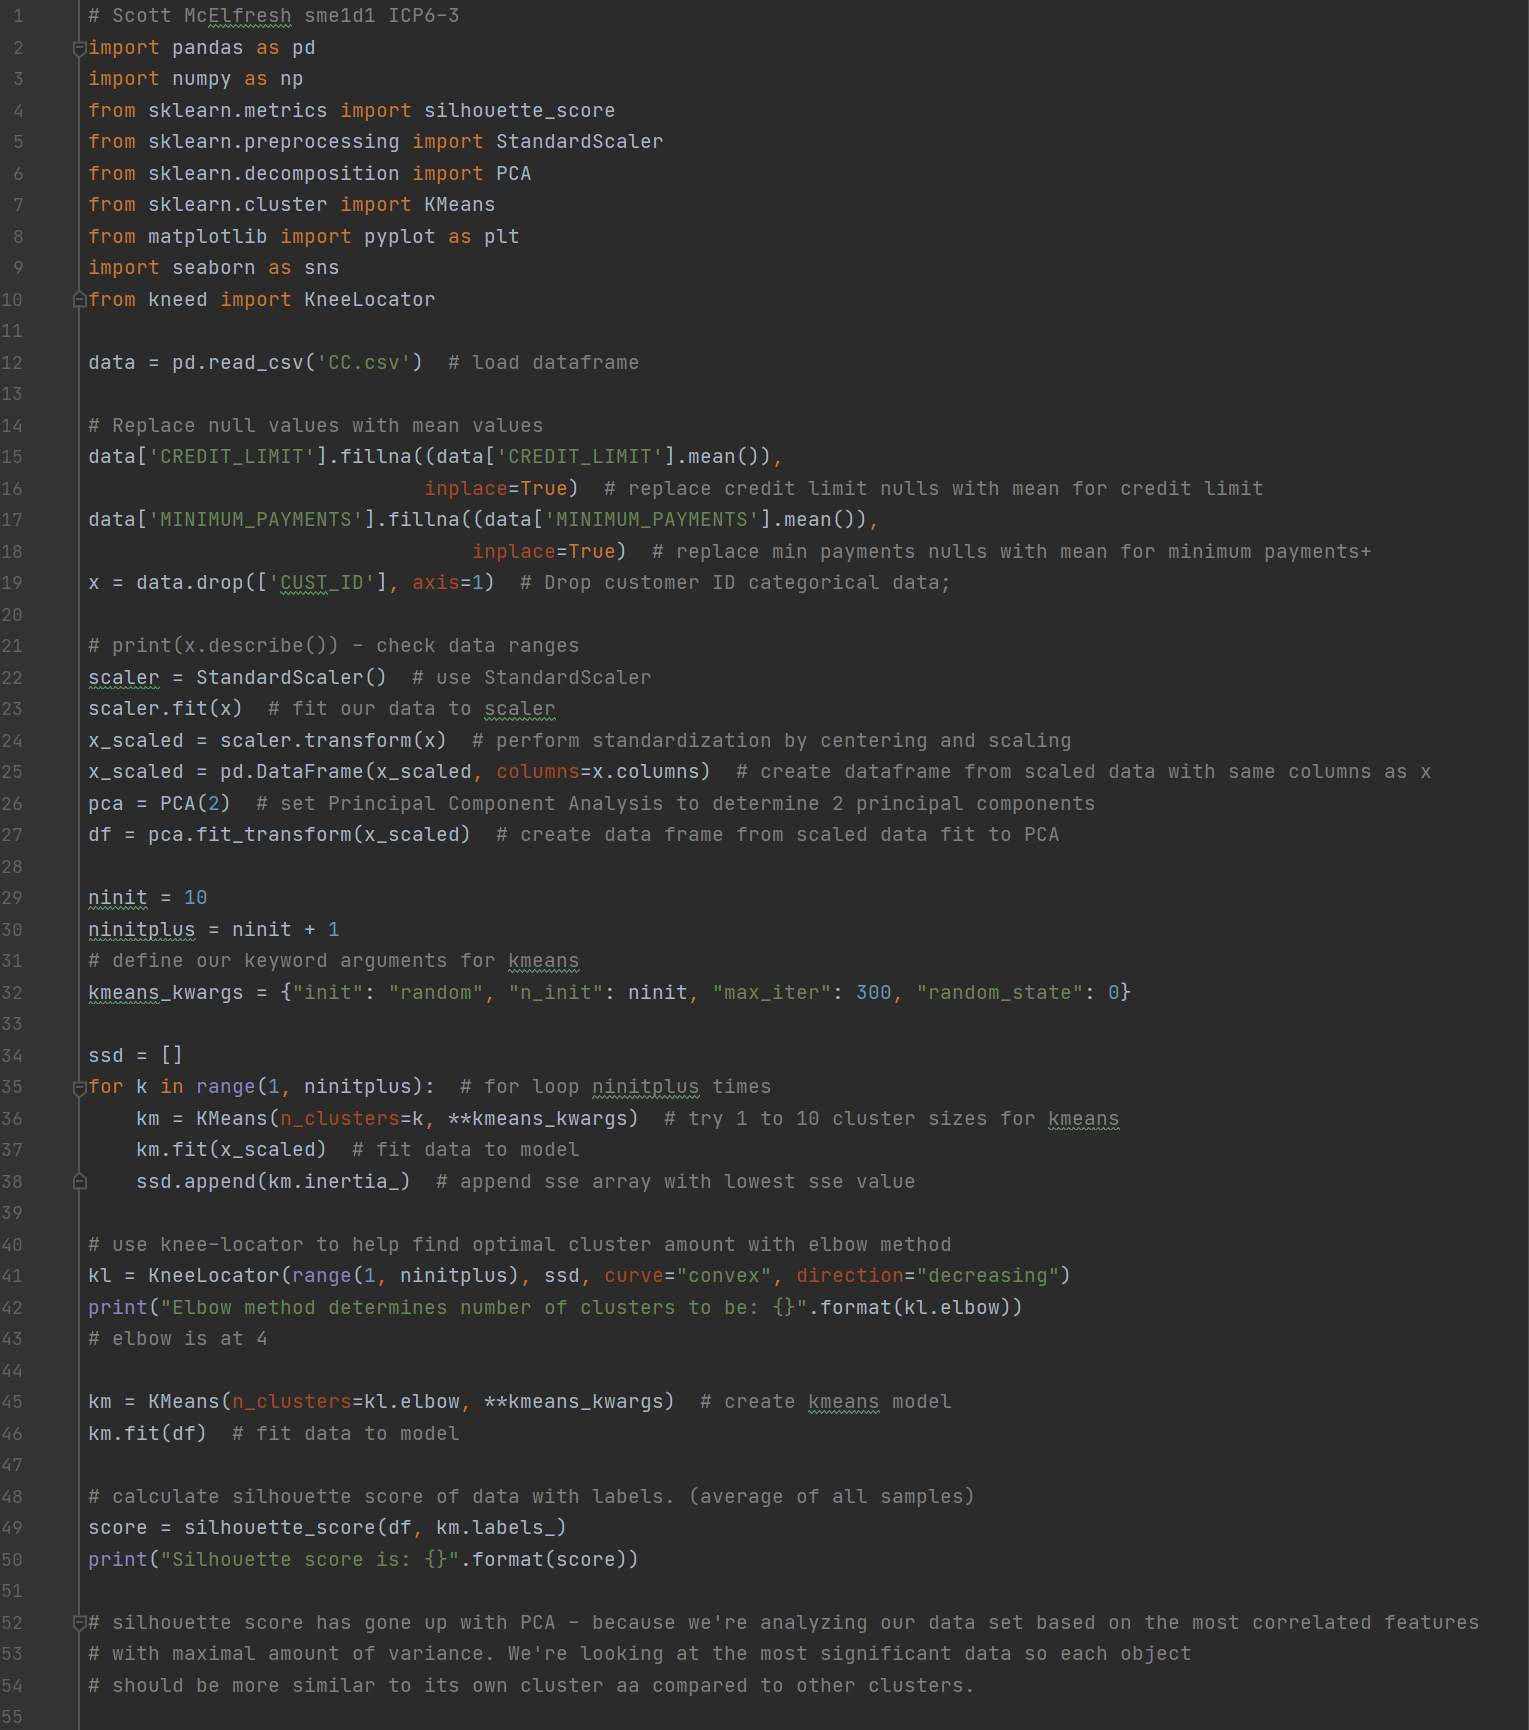 1 # Scott McElfresh sme1d1 ICP6-3
2 import pandas as pd
3 import numpy as np
4 from sklearn.metrics import silhouette_score
5 from sklearn.preprocessing import StandardScaler
6 from sklearn.decomposition import PCA
7 from sklearn.cluster import KMeans
8 from matplotlib import pyplot as plt
9 import seaborn as sns
10 from kneed import KneeLocator
11
12 data = pd.read_csv('CC.csv')  # load dataframe
13
14 # Replace null values with mean values
15 data['CREDIT_LIMIT'].fillna((data['CREDIT_LIMIT'].mean()),
16                             inplace=True)  # replace credit limit nulls with mean for credit limit
17 data['MINIMUM_PAYMENTS'].fillna((data['MINIMUM_PAYMENTS'].mean()),
18                                 inplace=True)  # replace min payments nulls with mean for minimum payments+
19 x = data.drop(['CUST_ID'], axis=1)  # Drop customer ID categorical data;
20
21 # print(x.describe()) - check data ranges
22 scaler = StandardScaler()  # use StandardScaler
23 scaler.fit(x)  # fit our data to scaler
24 x_scaled = scaler.transform(x)  # perform standardization by centering and scaling
25 x_scaled = pd.DataFrame(x_scaled, columns=x.columns)  # create dataframe from scaled data with same columns as x
26 pca = PCA(2)  # set Principal Component Analysis to determine 2 principal components
27 df = pca.fit_transform(x_scaled)  # create data frame from scaled data fit to PCA
28
29 ninit = 10
30 ninitplus = ninit + 1
31 # define our keyword arguments for kmeans
32 kmeans_kwargs = {"init": "random", "n_init": ninit, "max_iter": 300, "random_state": 0}
33
34 ssd = []
35 for k in range(1, ninitplus):  # for loop ninitplus times
36     km = KMeans(n_clusters=k, **kmeans_kwargs)  # try 1 to 10 cluster sizes for kmeans
37     km.fit(x_scaled)  # fit data to model
38     ssd.append(km.inertia_)  # append sse array with lowest sse value
39
40 # use knee-locator to help find optimal cluster amount with elbow method
41 kl = KneeLocator(range(1, ninitplus), ssd, curve="convex", direction="decreasing")
42 print("Elbow method determines number of clusters to be: {}".format(kl.elbow))
43 # elbow is at 4
44
45 km = KMeans(n_clusters=kl.elbow, **kmeans_kwargs)  # create kmeans model
46 km.fit(df)  # fit data to model
47
48 # calculate silhouette score of data with labels. (average of all samples)
49 score = silhouette_score(df, km.labels_)
50 print("Silhouette score is: {}".format(score))
51
52 # silhouette score has gone up with PCA - because we're analyzing our data set based on the most correlated features
53 # with maximal amount of variance. We're looking at the most significant data so each object
54 # should be more similar to its own cluster aa compared to other clusters.
55